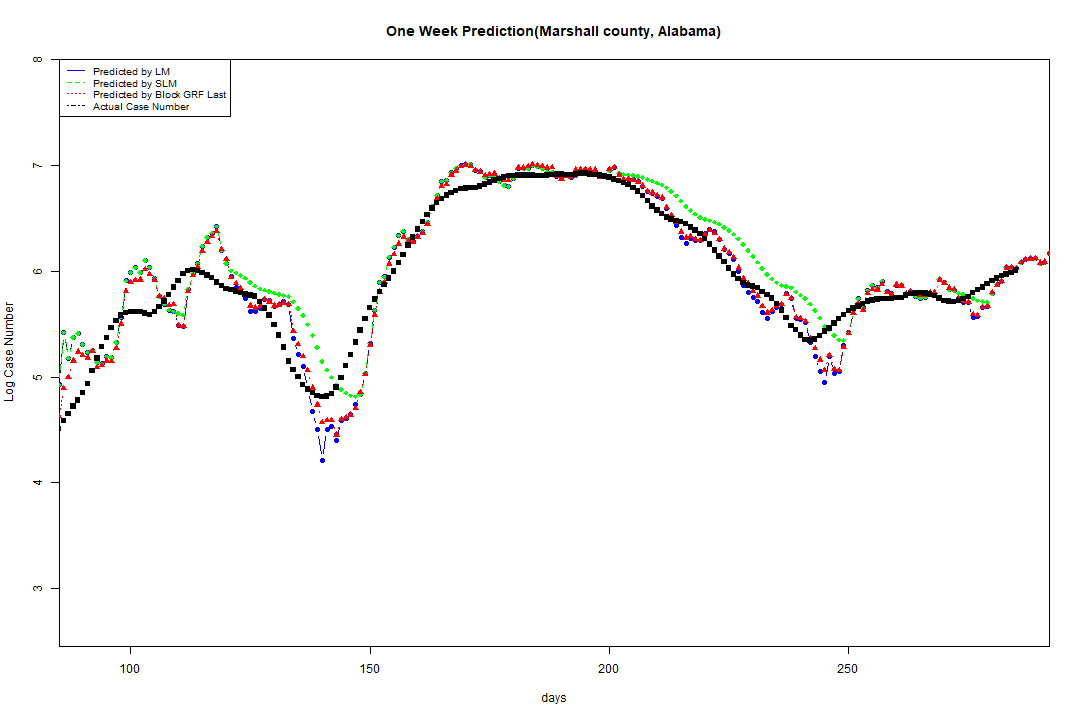 One Week Prediction(Marshall county, Alabama)
Predicted by LM
Predicted by SLM
Predicted by Block GRF Last
Actual Case Number
8
7
6
5
4
3
Log Case Number
100 150 200 250
days